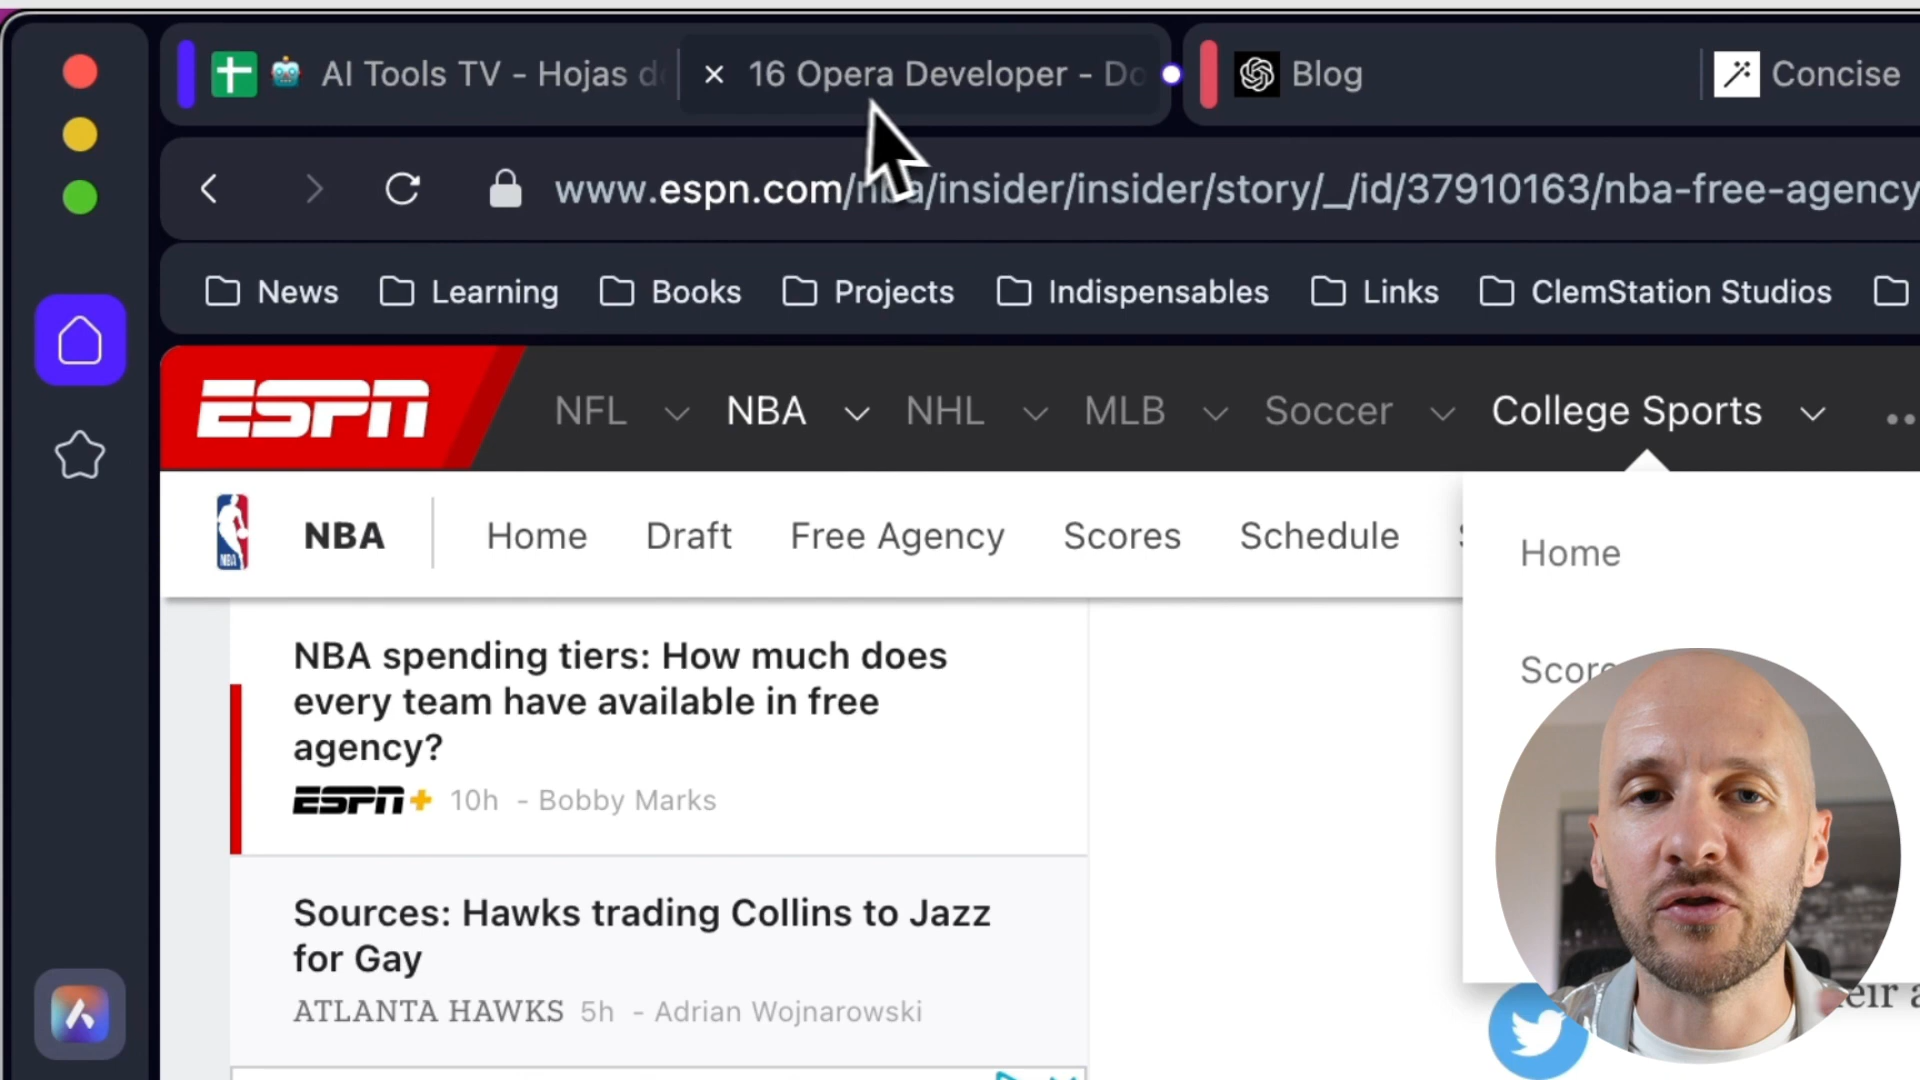 AI Tools TV - Hojas d
16 Opera Developer - Do
Blog
Concise
www.espn.com/nba/insider/insider/story/_/id/37910163/nba-free-agency
News
Learning
Books
Projects
Indispensables
Links
ClemStation Studios
ESPN
NFL
NBA
NHL
MLB
Soccer
College Sports
NBA
NBA
Home
Draft
Free Agency
Scores
Schedule
Home
NBA spending tiers: How much does
every team have available in free
agency?
ESPN+ 10h - Bobby Marks
Sources: Hawks trading Collins to Jazz
for Gay
ATLANTA HAWKS 5h - Adrian Wojnarowski